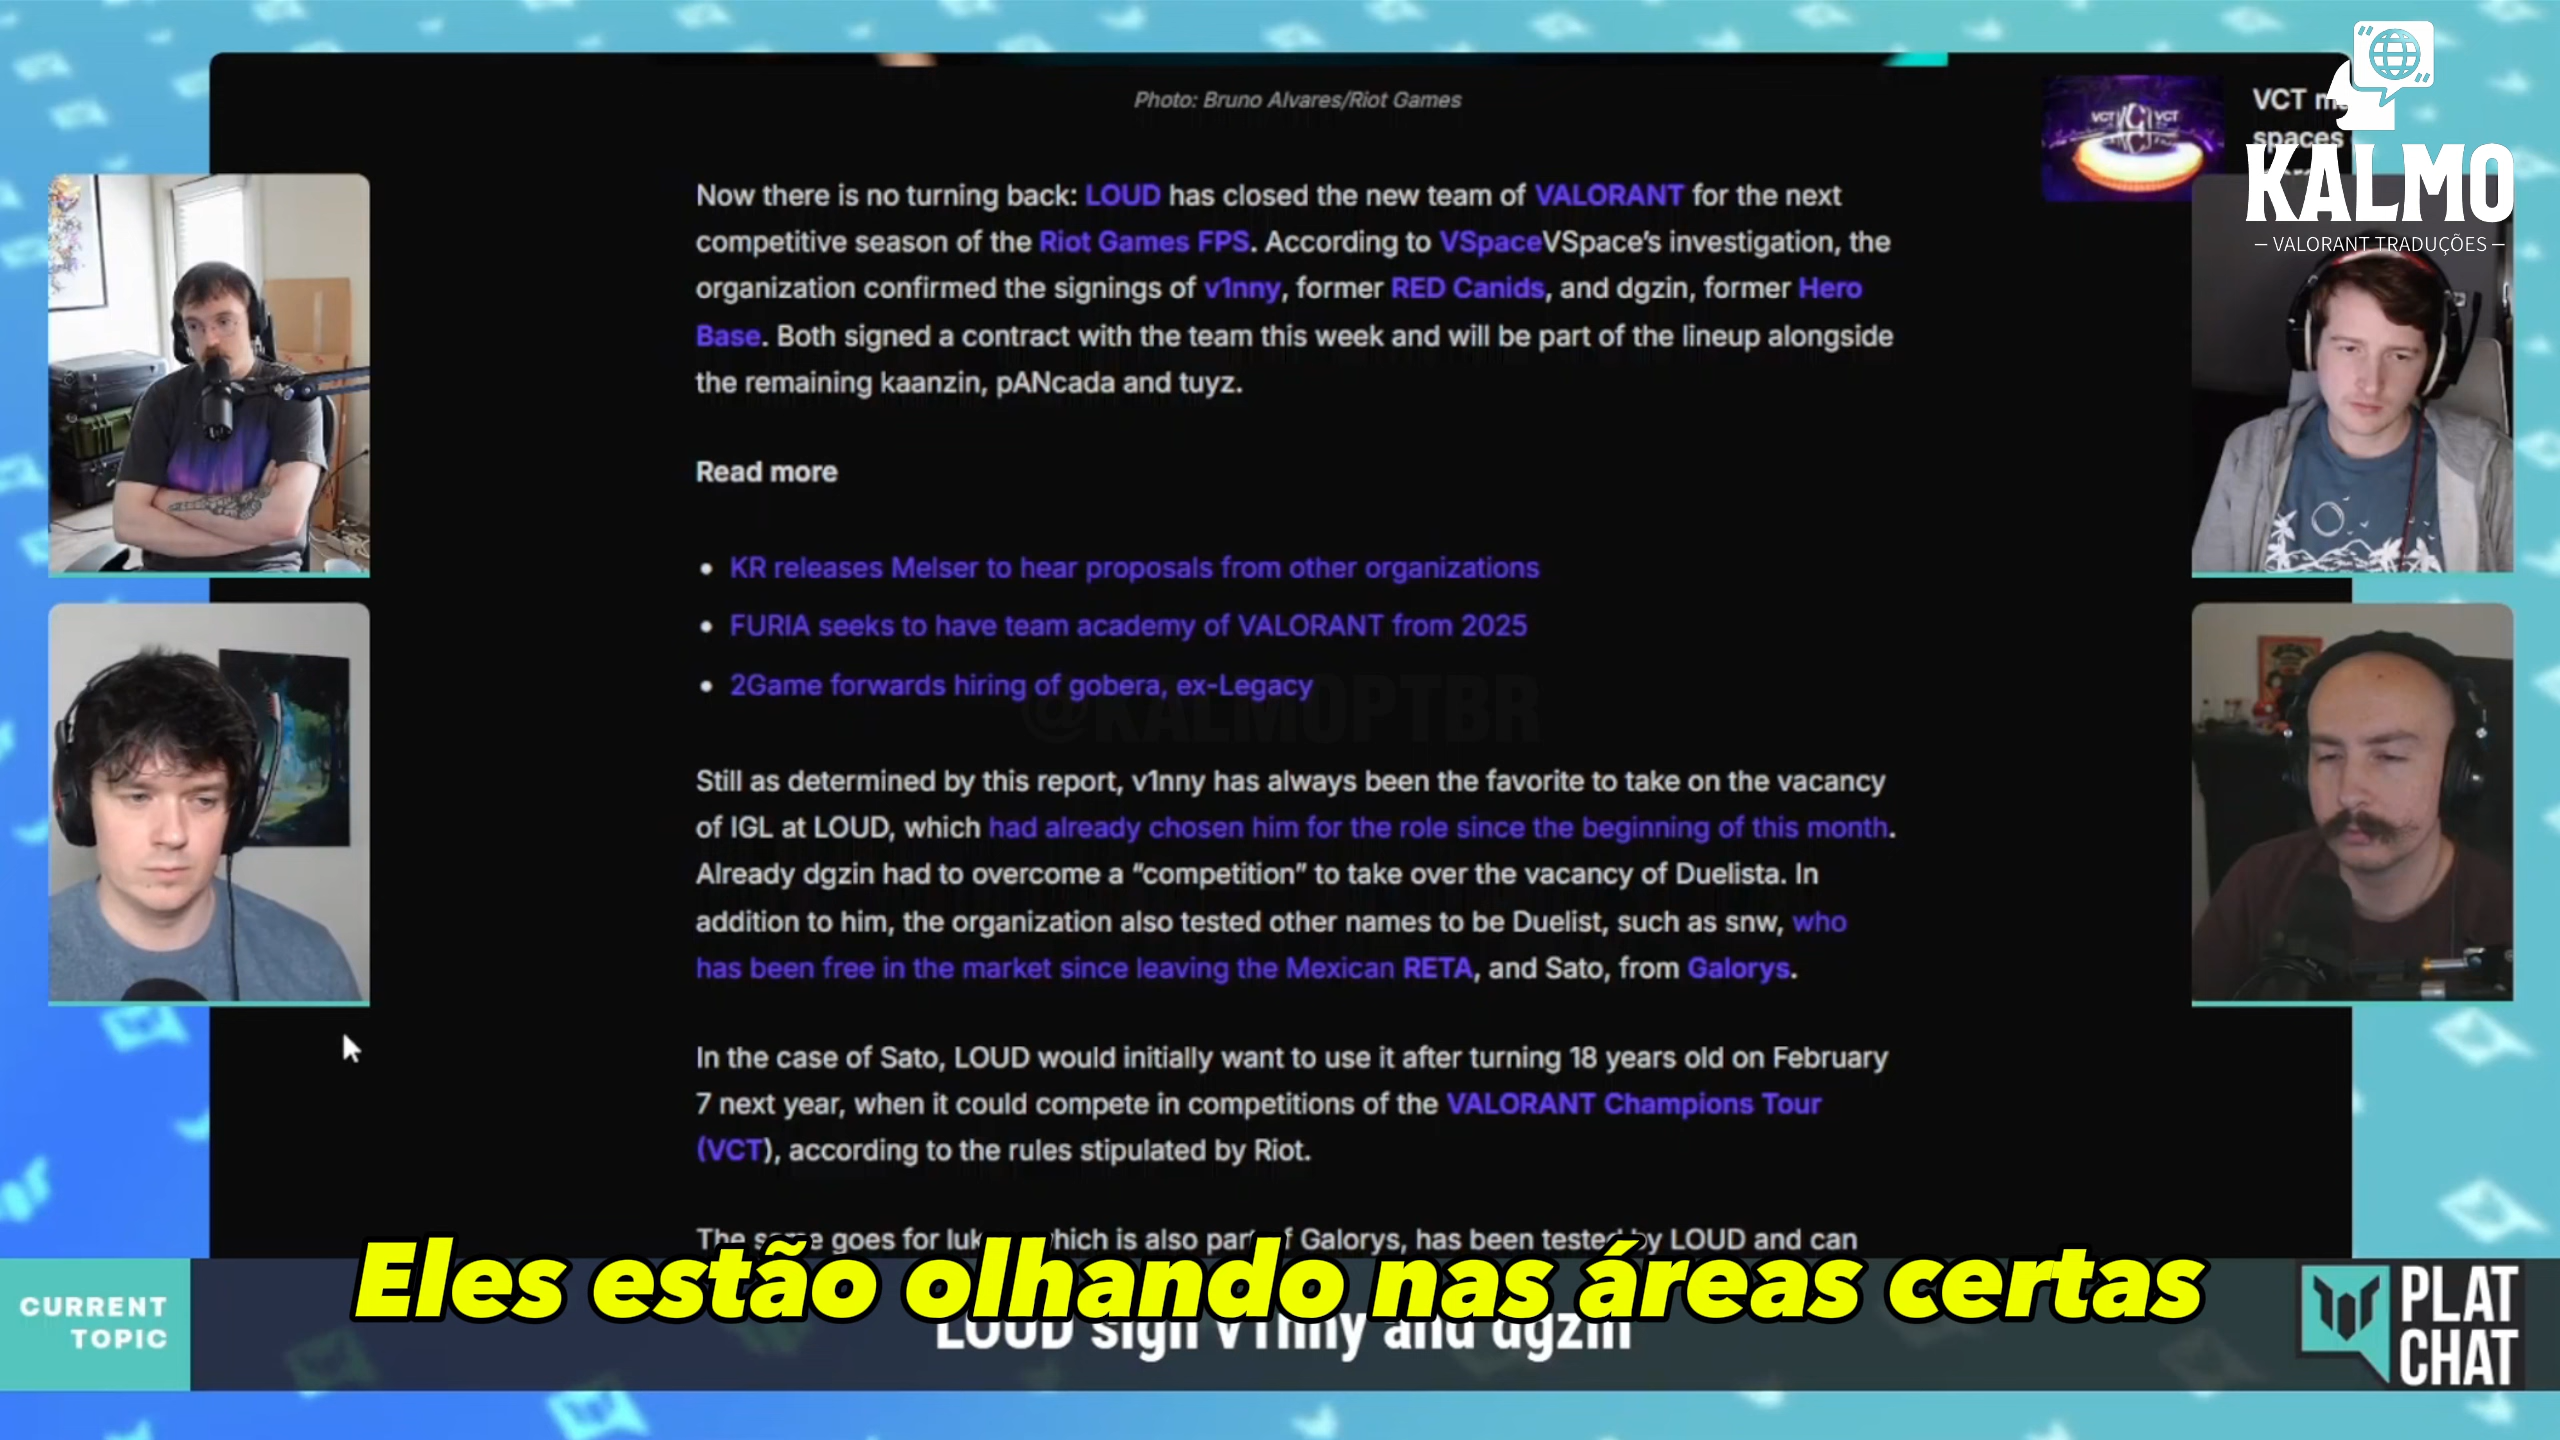 Photo: Bruno Alvares/Riot Games
VCT
spaces
KALMO
– VALORANT TRADUÇÕES –
Now there is no turning back: LOUD has closed the new team of VALORANT for the next
competitive season of the Riot Games FPS. According to VSpaceVSpace's investigation, the
organization confirmed the signings of v1nny, former RED Canids, and dgzin, former Hero
Base. Both signed a contract with the team this week and will be part of the lineup alongside
the remaining kaanzin, pANcada and tuyz.
Read more
• KR releases Melser to hear proposals from other organizations
• FURIA seeks to have team academy of VALORANT from 2025
• 2Game forwards hiring of gobera, ex-Legacy
@KALMOPTBR
Still as determined by this report, v1nny has always been the favorite to take on the vacancy
of IGL at LOUD, which had already chosen him for the role since the beginning of this month.
Already dgzin had to overcome a “competition” to take over the vacancy of Duelista. In
addition to him, the organization also tested other names to be Duelist, such as snw, who
has been free in the market since leaving the Mexican RETA, and Sato, from Galorys.
In the case of Sato, LOUD would initially want to use it after turning 18 years old on February
7 next year, when it could compete in competitions of the VALORANT Champions Tour
(VCT), according to the rules stipulated by Riot.
The same goes for which is also part of Galorys, has been tested by LOUD and can
Eles estão olhando nas áreas certas
CURRENT
TOPIC
LOUD sign v1nny and dgzin
PLAT
CHAT